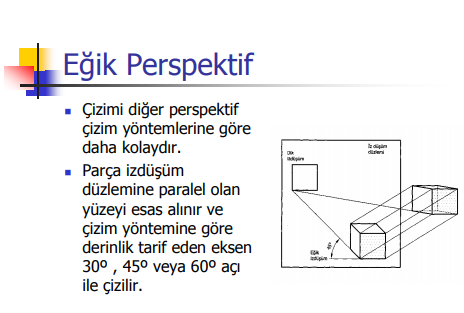 Eğik Perspektif
Çizimi diğer perspektif
çizim yöntemlerine göre
daha kolaydır.
Parça izdüşüm
düzlemine paralel olan
yüzeyi esas alınır ve
çizim yöntemine göre
derinlik tarif eden eksen
30º , 45º veya 60º açı
ile çizilir.
Dik
izdüşüm
İz düşüm
düzlemi
45°
Eğik
izdüşüm